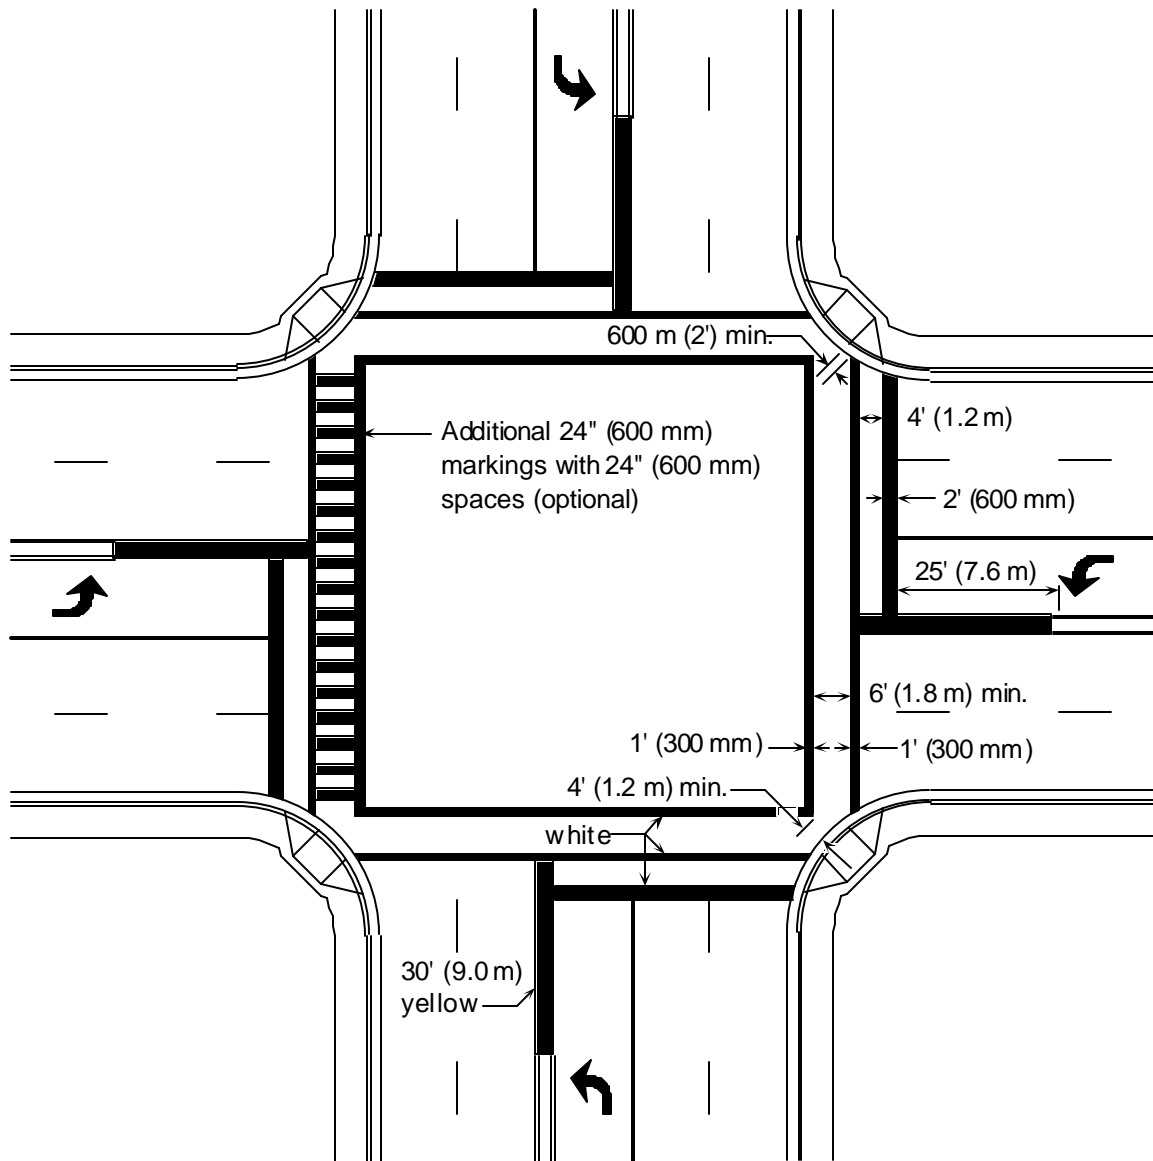 600 m (2') min.
4' (1.2 m)
Additional 24" (600 mm)
markings with 24" (600 mm)
spaces (optional)
2' (600 mm)
25' (7.6 m)
6' (1.8 m) min.
1' (300 mm)
1' (300 mm)
4' (1.2 m) min.
white
30' (9.0 m)
yellow